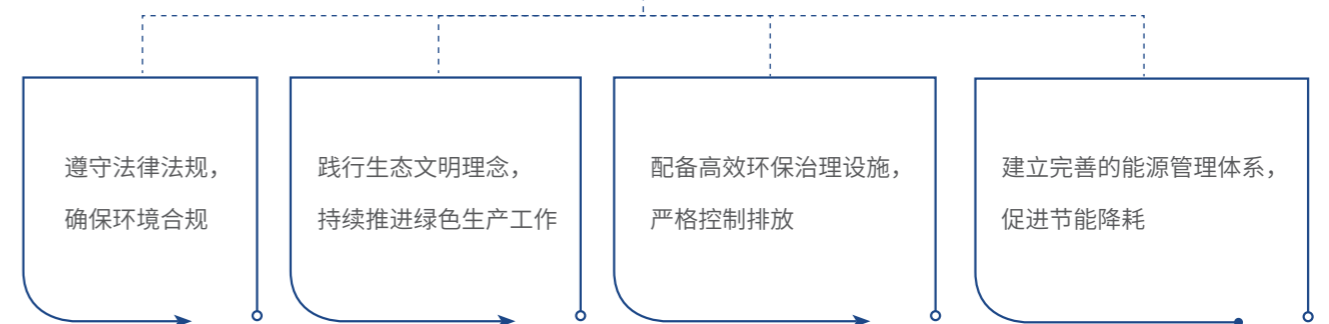 遵守法律法规，
确保环境合规
践行生态文明理念，
持续推进绿色生产工作
配备高效环保治理设施，
严格控制排放
建立完善的能源管理体系，
促进节能降耗